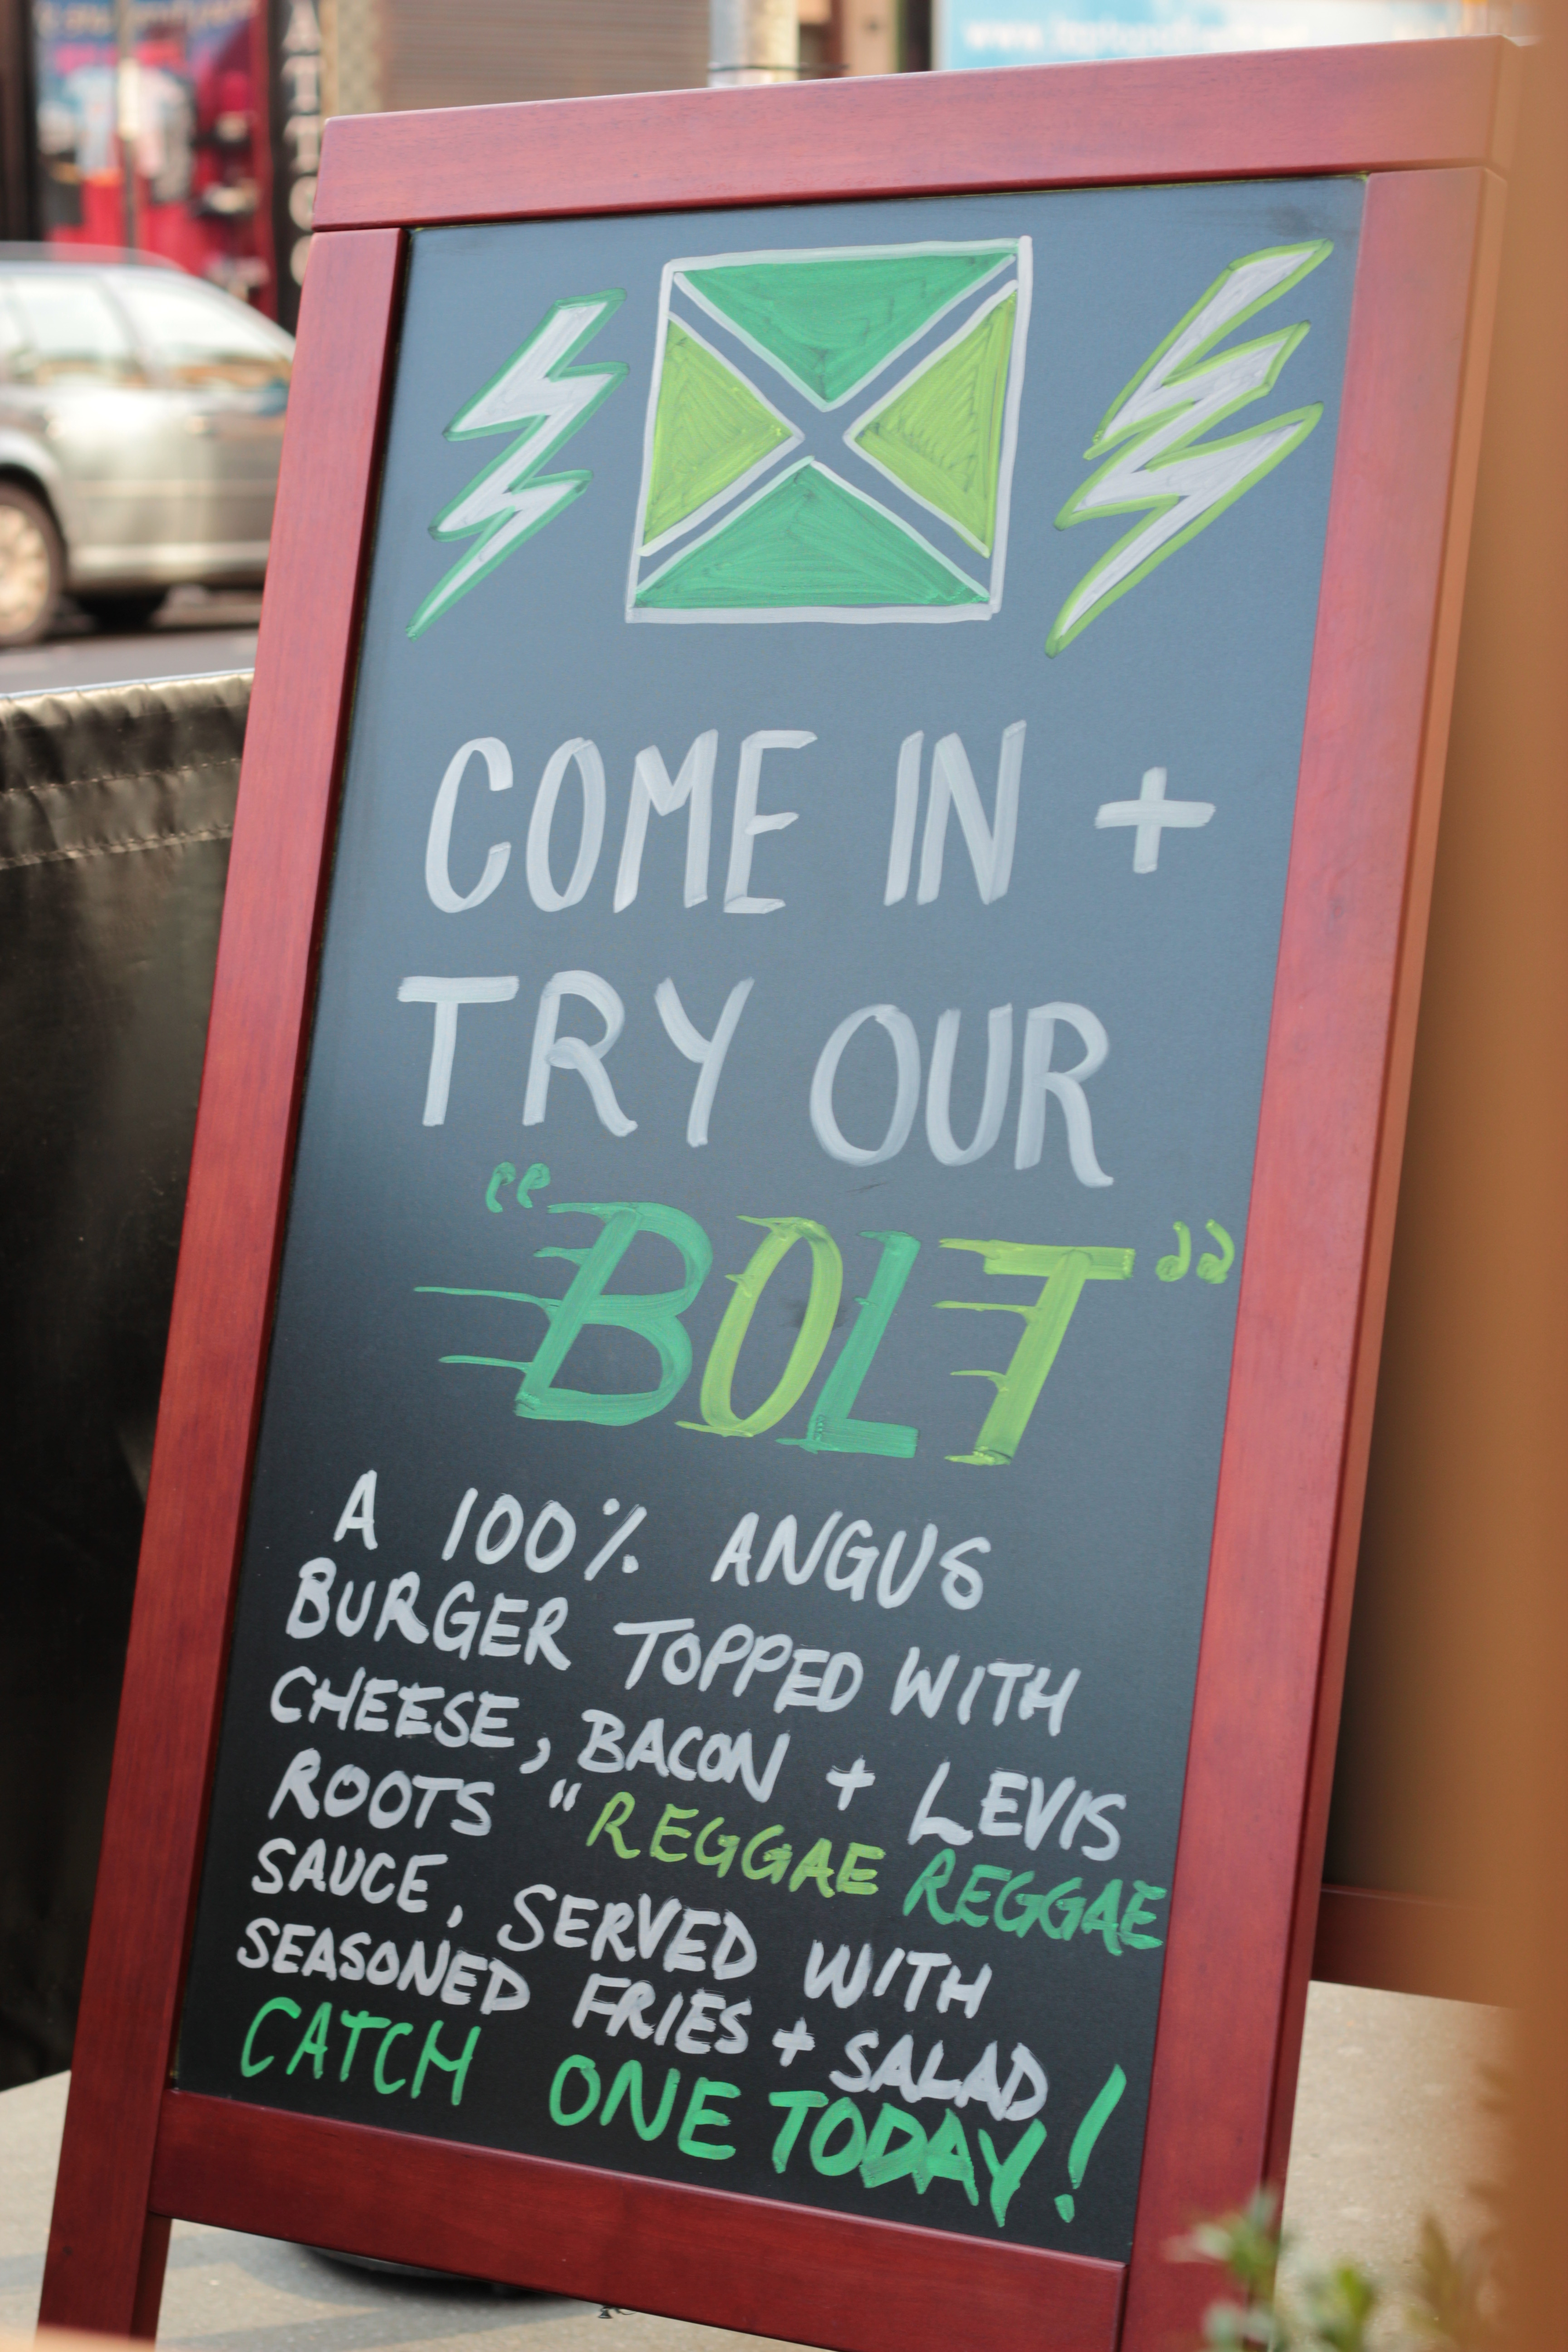 COME IN +
TRY OUR
"BOLT"
A 100% ANGUS
BURGER TOPPED WITH
CHEESE, BACON + LEVIS
ROOTS "REGGAE REGGAE
SAUCE, SERVED WITH
SEASONED FRIES + SALAD
CATCH ONE TODAY!